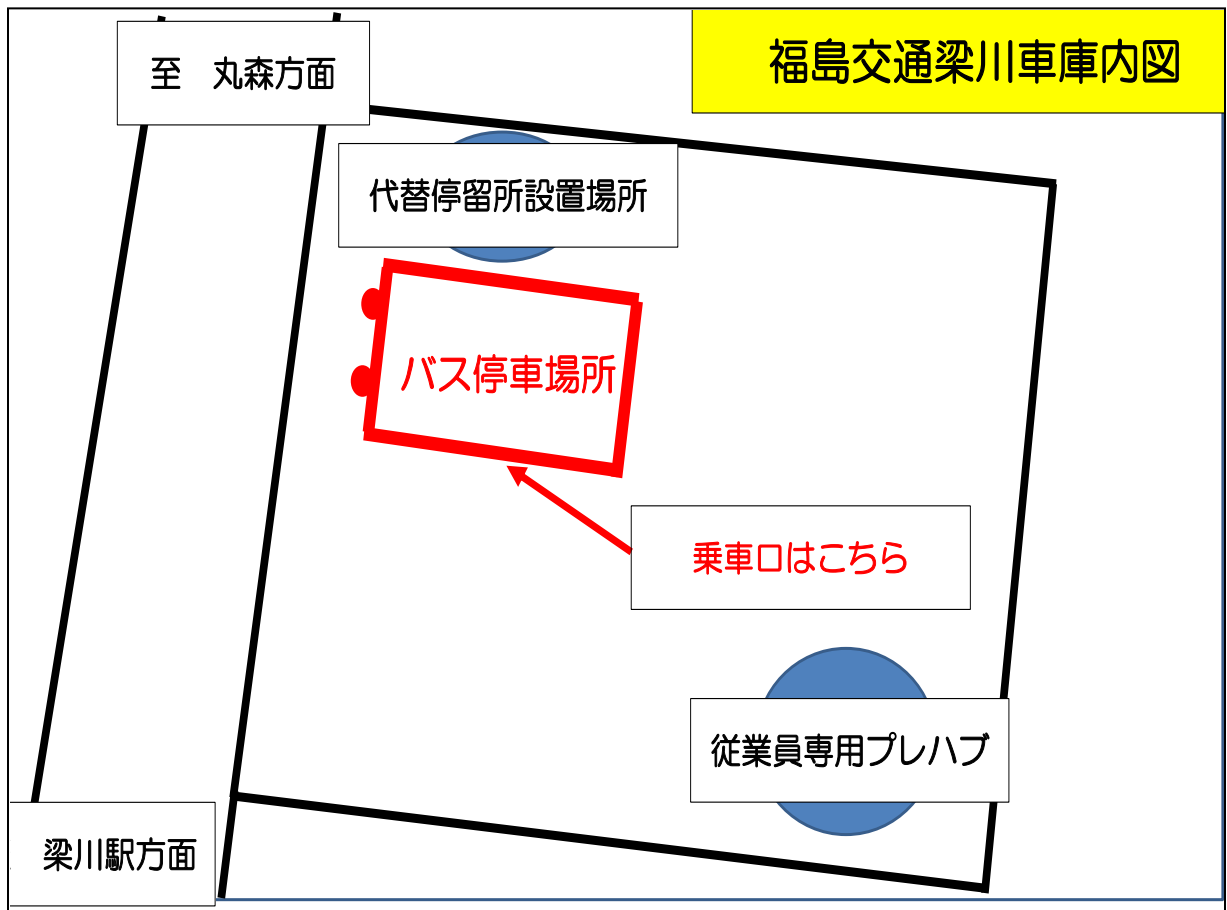 福島交通梁川車庫内図
至　丸森方面
代替停留所設置場所
バス停車場所
乗車口はこちら
従業員専用プレハブ
梁川駅方面